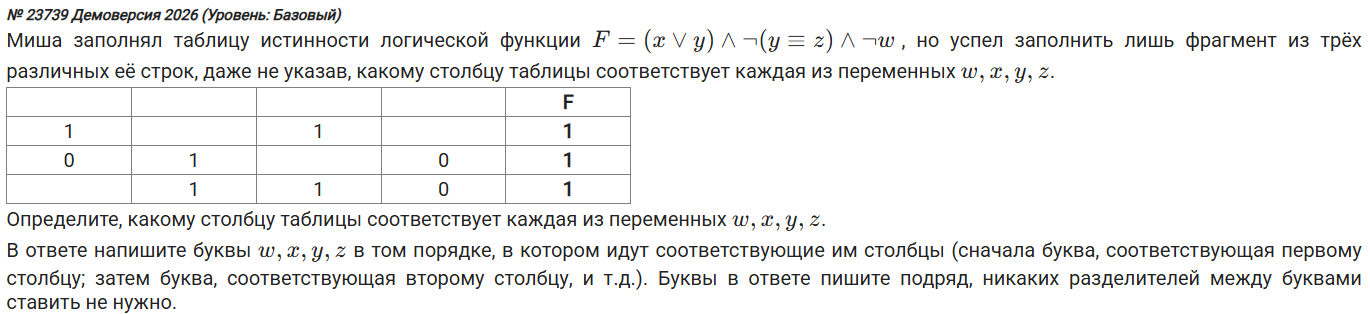 № 23739 Демоверсия 2026 (Уровень: Базовый)
Миша заполнял таблицу истинности логической функции F = (x ∨ y) ∧ ¬(y ≡ z) ∧ ¬w , но успел заполнить лишь фрагмент из трёх
различных её строк, даже не указав, какому столбцу таблицы соответствует каждая из переменных w, x, y, z.
F
1 1 1
0 1 0 1
1 1 0 1
Определите, какому столбцу таблицы соответствует каждая из переменных w, x, y, z.
В ответе напишите буквы w, x, y, z в том порядке, в котором идут соответствующие им столбцы (сначала буква, соответствующая первому
столбцу; затем буква, соответствующая второму столбцу, и т.д.). Буквы в ответе пишите подряд, никаких разделителей между буквами
ставить не нужно.